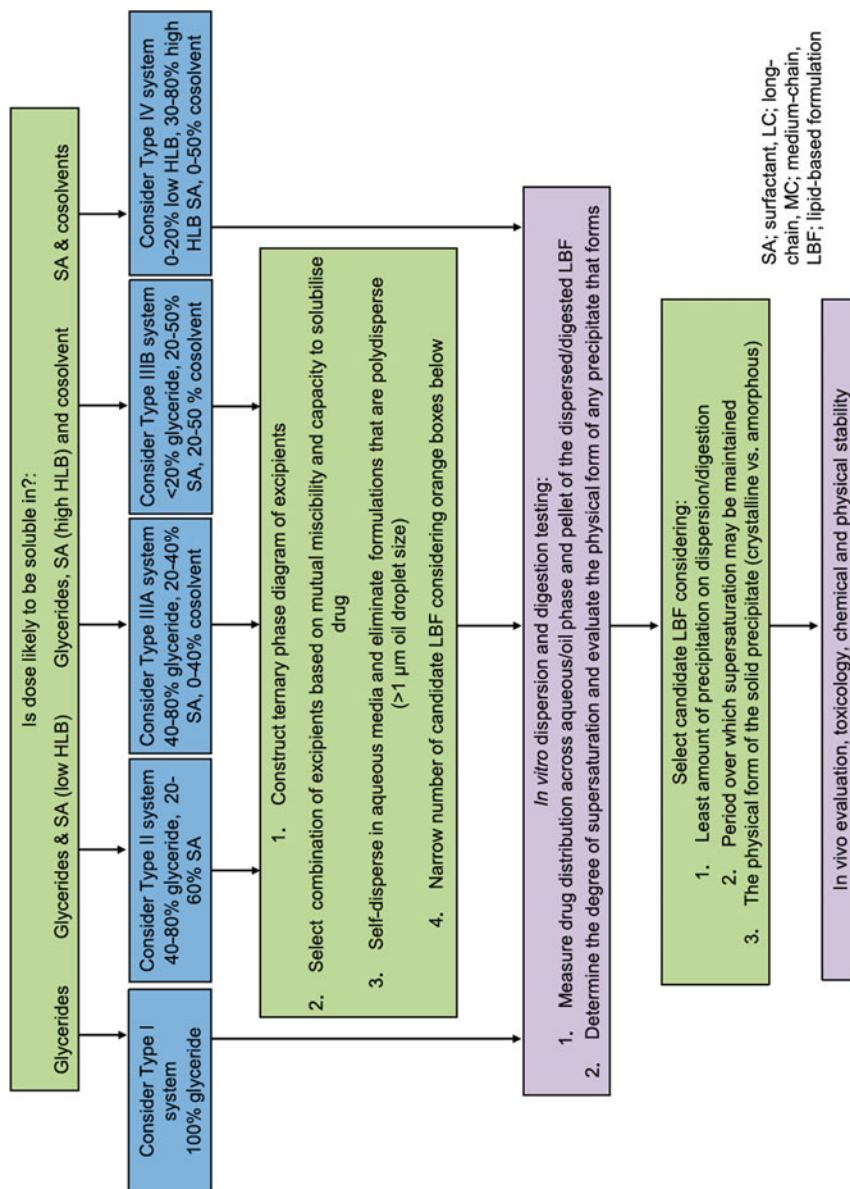 Is dose likely to be soluble in?:
Glycerides
Glycerides & SA (low HLB)
Glycerides, SA (high HLB) and cosolvent
SA & cosolvents
Consider Type I
system
100% glyceride
Consider Type II system
40-80% glyceride, 20-
60% SA
Consider Type IIIA system
40-80% glyceride, 20-40%
SA, 0-40% cosolvent
Consider Type IIIB system
<20% glyceride, 20-50%
SA, 20-50 % cosolvent
Consider Type IV system
0-20% low HLB, 30-80% high
HLB SA, 0-50% cosolvent
1. Construct ternary phase diagram of excipients
2. Select combination of excipients based on mutual miscibility and capacity to solubilise
drug
3. Self-disperse in aqueous media and eliminate formulations that are polydisperse
(>1 µm oil droplet size)
4. Narrow number of candidate LBF considering orange boxes below
In vitro dispersion and digestion testing:
1. Measure drug distribution across aqueous/oil phase and pellet of the dispersed/digested LBF
2. Determine the degree of supersaturation and evaluate the physical form of any precipitate that forms
Select candidate LBF considering:
1. Least amount of precipitation on dispersion/digestion
2. Period over which supersaturation may be maintained
3. The physical form of the solid precipitate (crystalline vs. amorphous)
SA; surfactant, LC; long-
chain, MC; medium-chain,
LBF; lipid-based formulation
In vivo evaluation, toxicology, chemical and physical stability